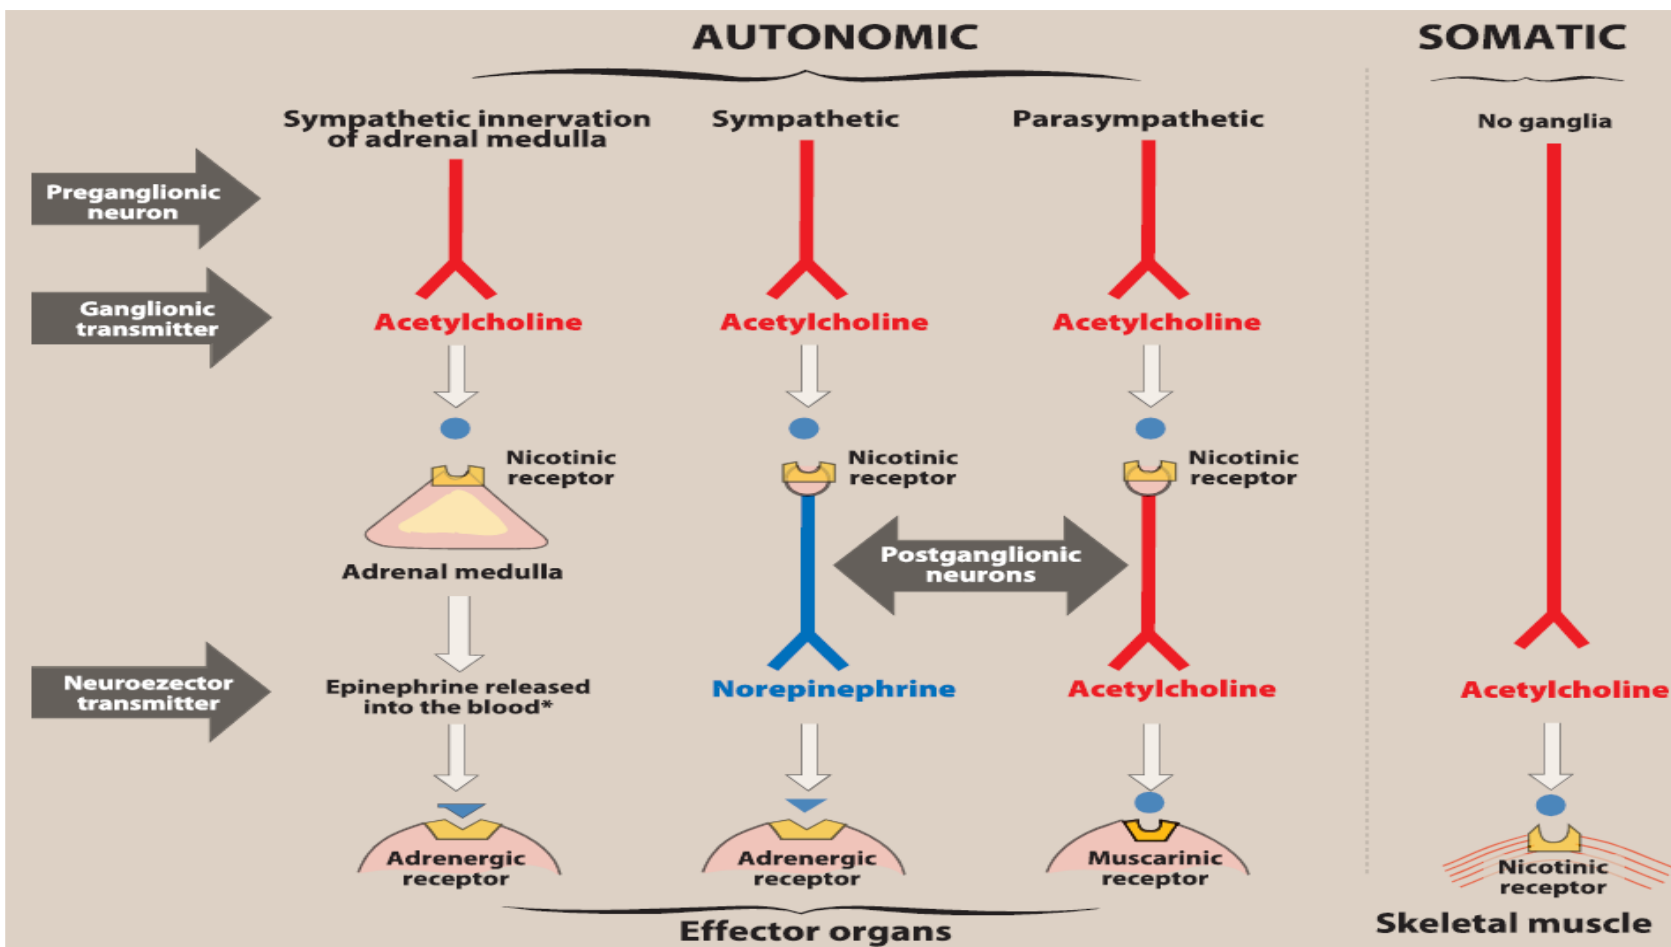 AUTONOMIC
SOMATIC
Sympathetic innervation
of adrenal medulla
Sympathetic
Parasympathetic
No ganglia
Preganglionic
neuron
Ganglionic
transmitter
Acetylcholine
Acetylcholine
Acetylcholine
Nicotinic
receptor
Nicotinic
receptor
Nicotinic
receptor
Adrenal medulla
Postganglionic
neurons
Neuroezector
transmitter
Epinephrine released
into the blood*
Norepinephrine
Acetylcholine
Acetylcholine
Adrenergic
receptor
Adrenergic
receptor
Muscarinic
receptor
Nicotinic
receptor
Effector organs
Skeletal muscle